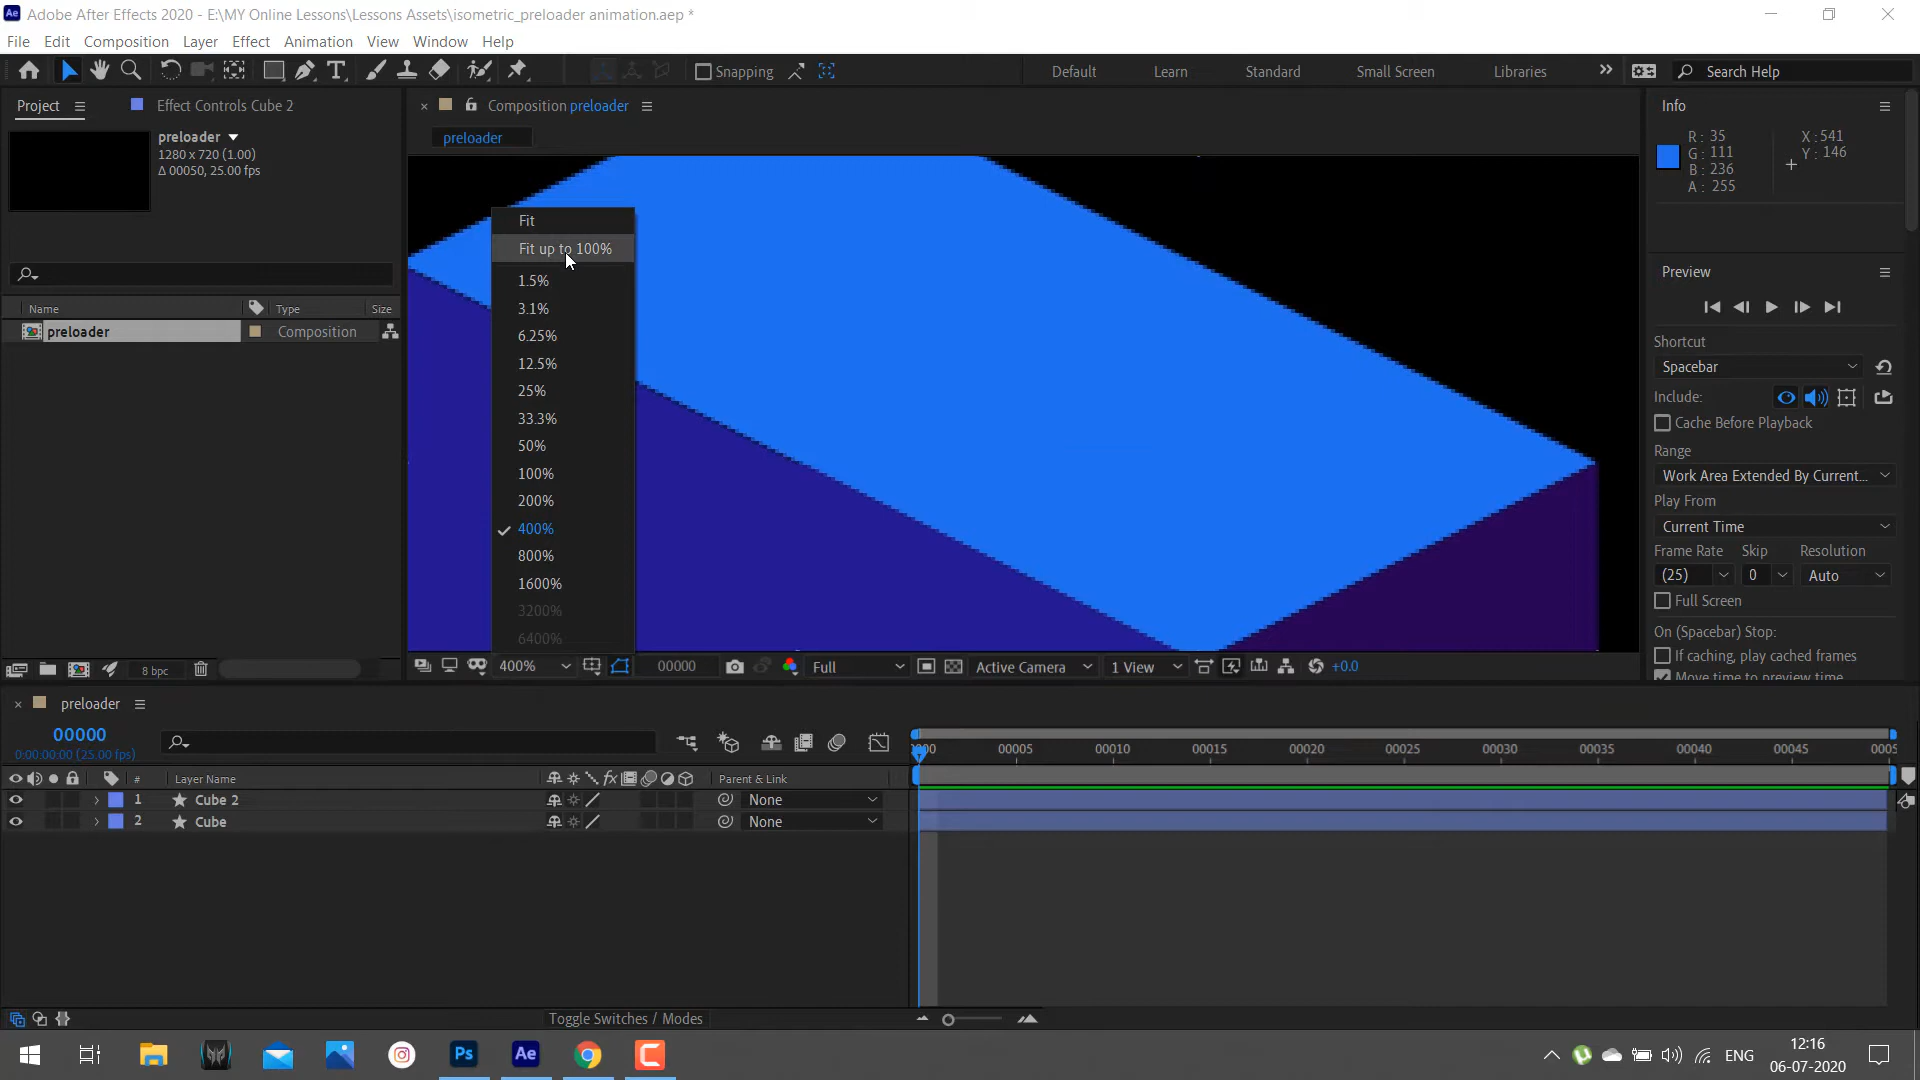 Adobe After Effects 2020 - E:\MY Online Lessons\Lessons Assets\isometric_preloader animation.aep *
File Edit Composition Layer Effect Animation View Window Help
Snapping Default Learn Standard Small Screen Libraries Search Help
Project Effect Controls Cube 2
preloader
1280 x 720 (1.00)
Δ 00050, 25.00 fps
Name Type Size
preloader Composition
8 bpc
Composition preloader
preloader
Fit
Fit up to 100%
1.5%
3.1%
6.25%
12.5%
25%
33.3%
50%
100%
200%
400%
800%
1600%
3200%
6400%
400% 00000 Full Active Camera 1 View +0.0
Info
R: 35
G: 111
B: 236
A: 255
X: 541
Y: 146
Preview
Shortcut
Spacebar
Include:
Cache Before Playback
Range
Work Area Extended By Current...
Play From
Current Time
Frame Rate Skip Resolution
(25) 0 Auto
Full Screen
On (Spacebar) Stop:
If caching, play cached frames
Move time to preview time
preloader
00000
0:00:00:00 (25.00 fps)
00005 00010 00015 00020 00025 00030 00035 00040 00045
# Layer Name Parent & Link
1 Cube 2 None
2 Cube None
Toggle Switches / Modes
Ps Ae
ENG
12:16
06-07-2020